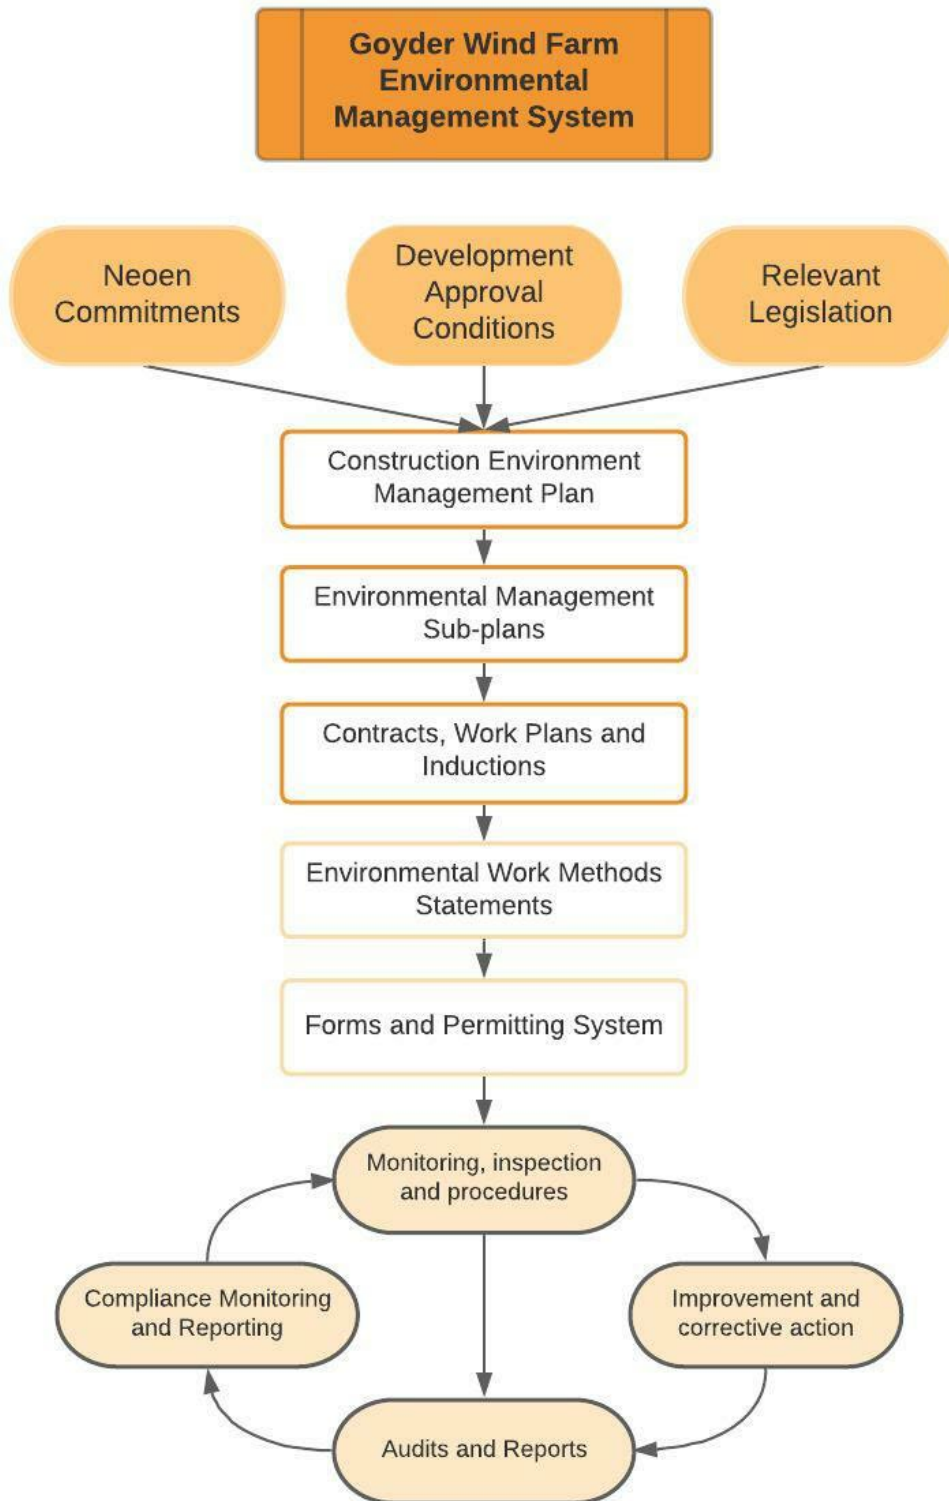 Goyder Wind Farm
Environmental
Management System
Neoen
Commitments
Development
Approval
Conditions
Relevant
Legislation
Construction Environment
Management Plan
Environmental Management
Sub-plans
Contracts, Work Plans and
Inductions
Environmental Work Methods
Statements
Forms and Permitting System
Monitoring, inspection
and procedures
Compliance Monitoring
and Reporting
Improvement and
corrective action
Audits and Reports